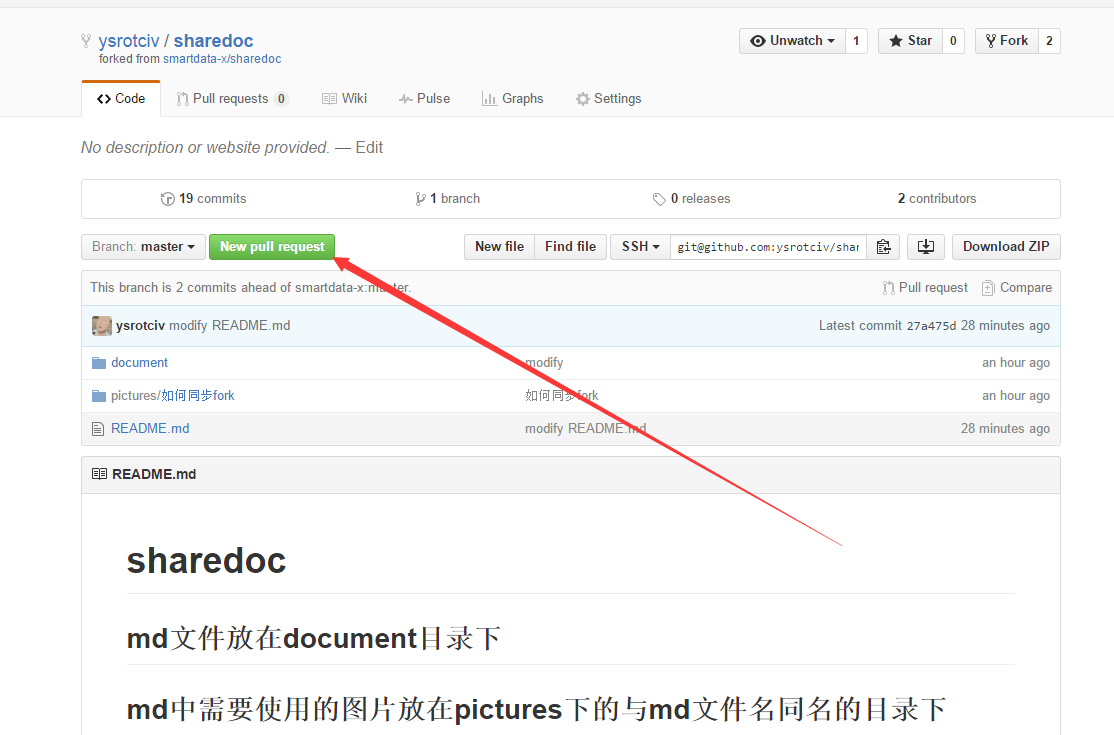 ysrotciv / sharedoc
Unwatch 1 Star 0 Fork 2
forked from smartdata-x/sharedoc
Code Pull requests 0 Wiki Pulse Graphs Settings
No description or website provided. — Edit
19 commits 1 branch 0 releases 2 contributors
Branch: master New pull request New file Find file SSH git@github.com:ysrotciv/shar Download ZIP
This branch is 2 commits ahead of smartdata-x:master. Pull request Compare
ysrotciv modify README.md Latest commit 27a475d 28 minutes ago
document modify an hour ago
pictures/如何同步fork 如何同步fork an hour ago
README.md modify README.md 28 minutes ago
README.md
sharedoc
md文件放在document目录下
md中需要使用的图片放在pictures下的与md文件名同名的目录下